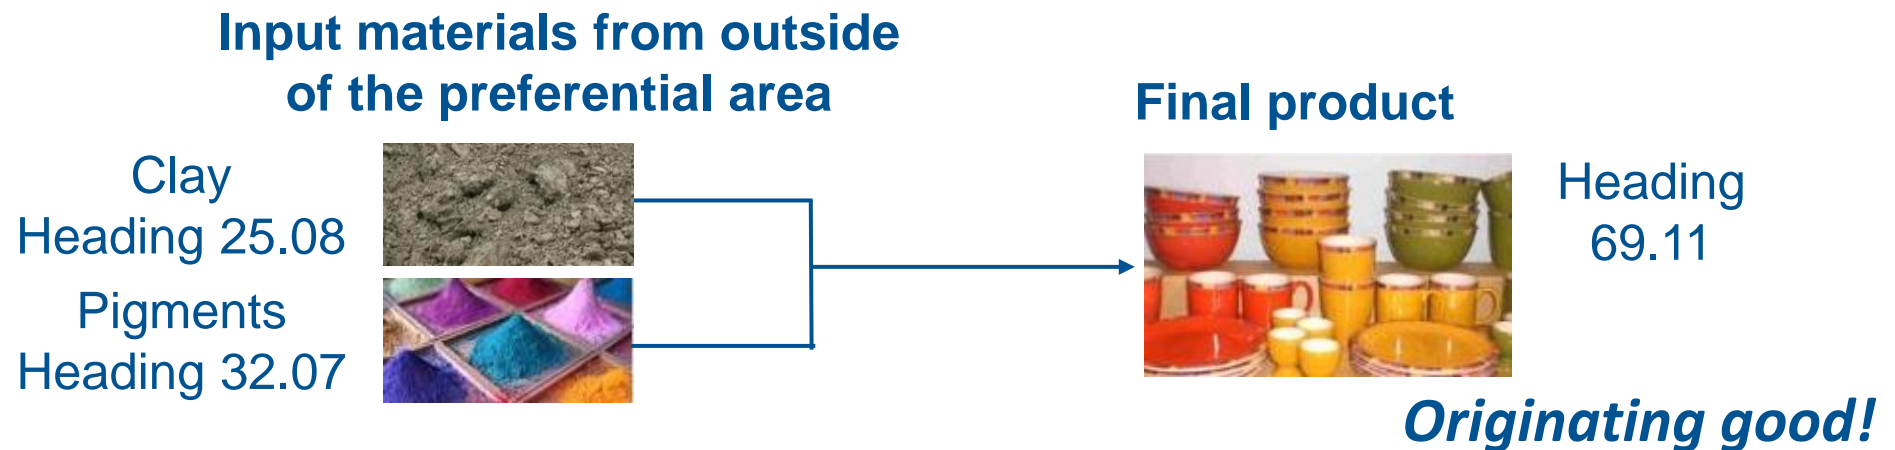 Input materials from outside
of the preferential area
Clay
Heading 25.08
Pigments
Heading 32.07
Final product
Heading
69.11
Originating good!